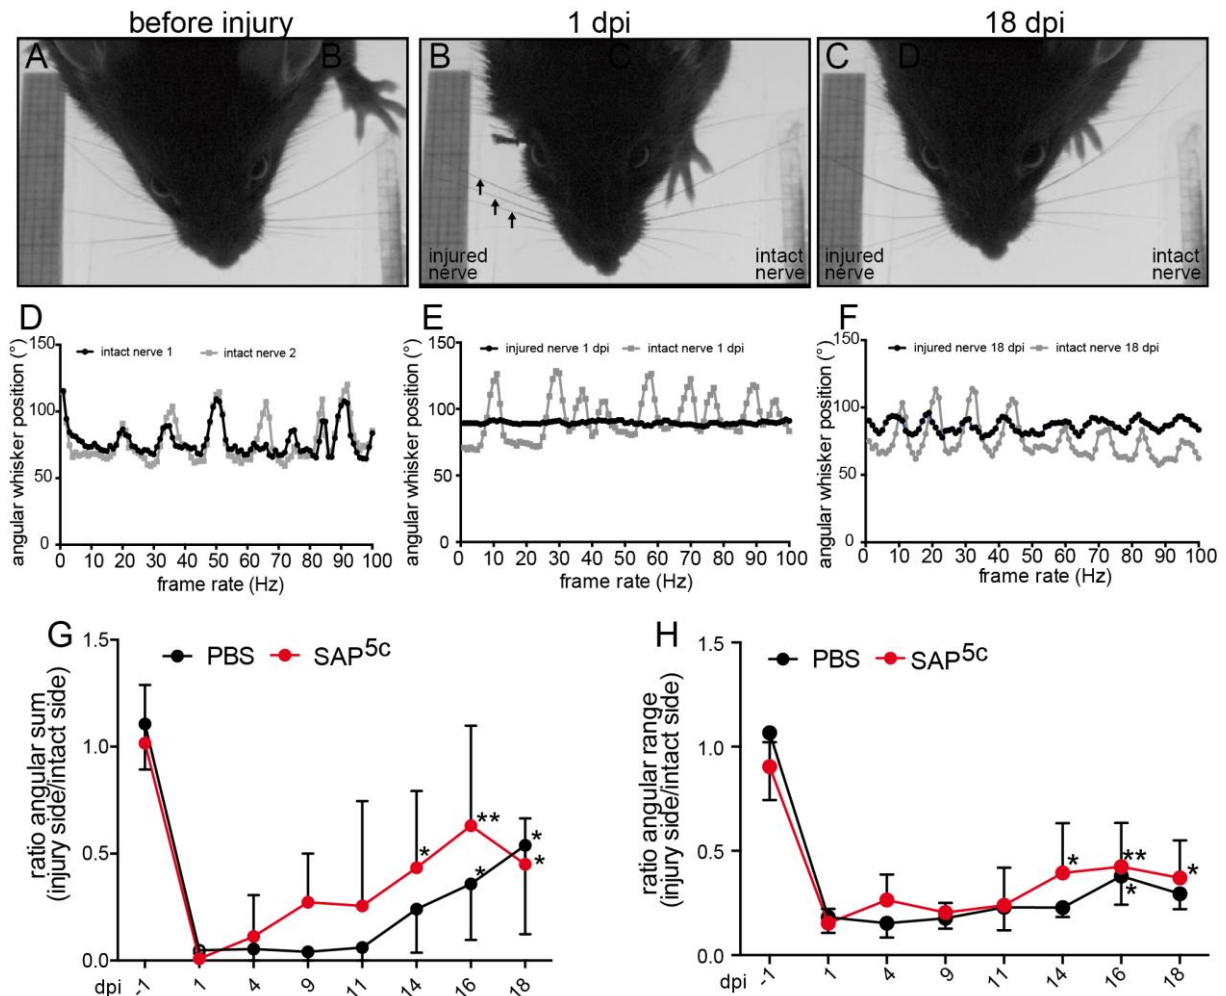 before injury
1 dpi
18 dpi
A
B
B
C
C
D
injured nerve
intact nerve
injured nerve
intact nerve
D
150
100
50
0
angular whisker position (°)
intact nerve 1
intact nerve 2
0 10 20 30 40 50 60 70 80 90 100
frame rate (Hz)
E
150
100
50
0
angular whisker position (°)
injured nerve 1 dpi
intact nerve 1 dpi
0 10 20 30 40 50 60 70 80 90 100
frame rate (Hz)
F
150
100
50
0
angular whisker position (°)
injured nerve 18 dpi
intact nerve 18 dpi
0 10 20 30 40 50 60 70 80 90 100
frame rate (Hz)
G
1.5
1.0
0.5
0.0
ratio angular sum
(injury side/intact side)
PBS
SAP5c
*
**
*
*
*
dpi -1 1 4 9 11 14 16 18
H
1.5
1.0
0.5
0.0
ratio angular range
(injury side/intact side)
PBS
SAP5c
*
**
*
*
dpi -1 1 4 9 11 14 16 18